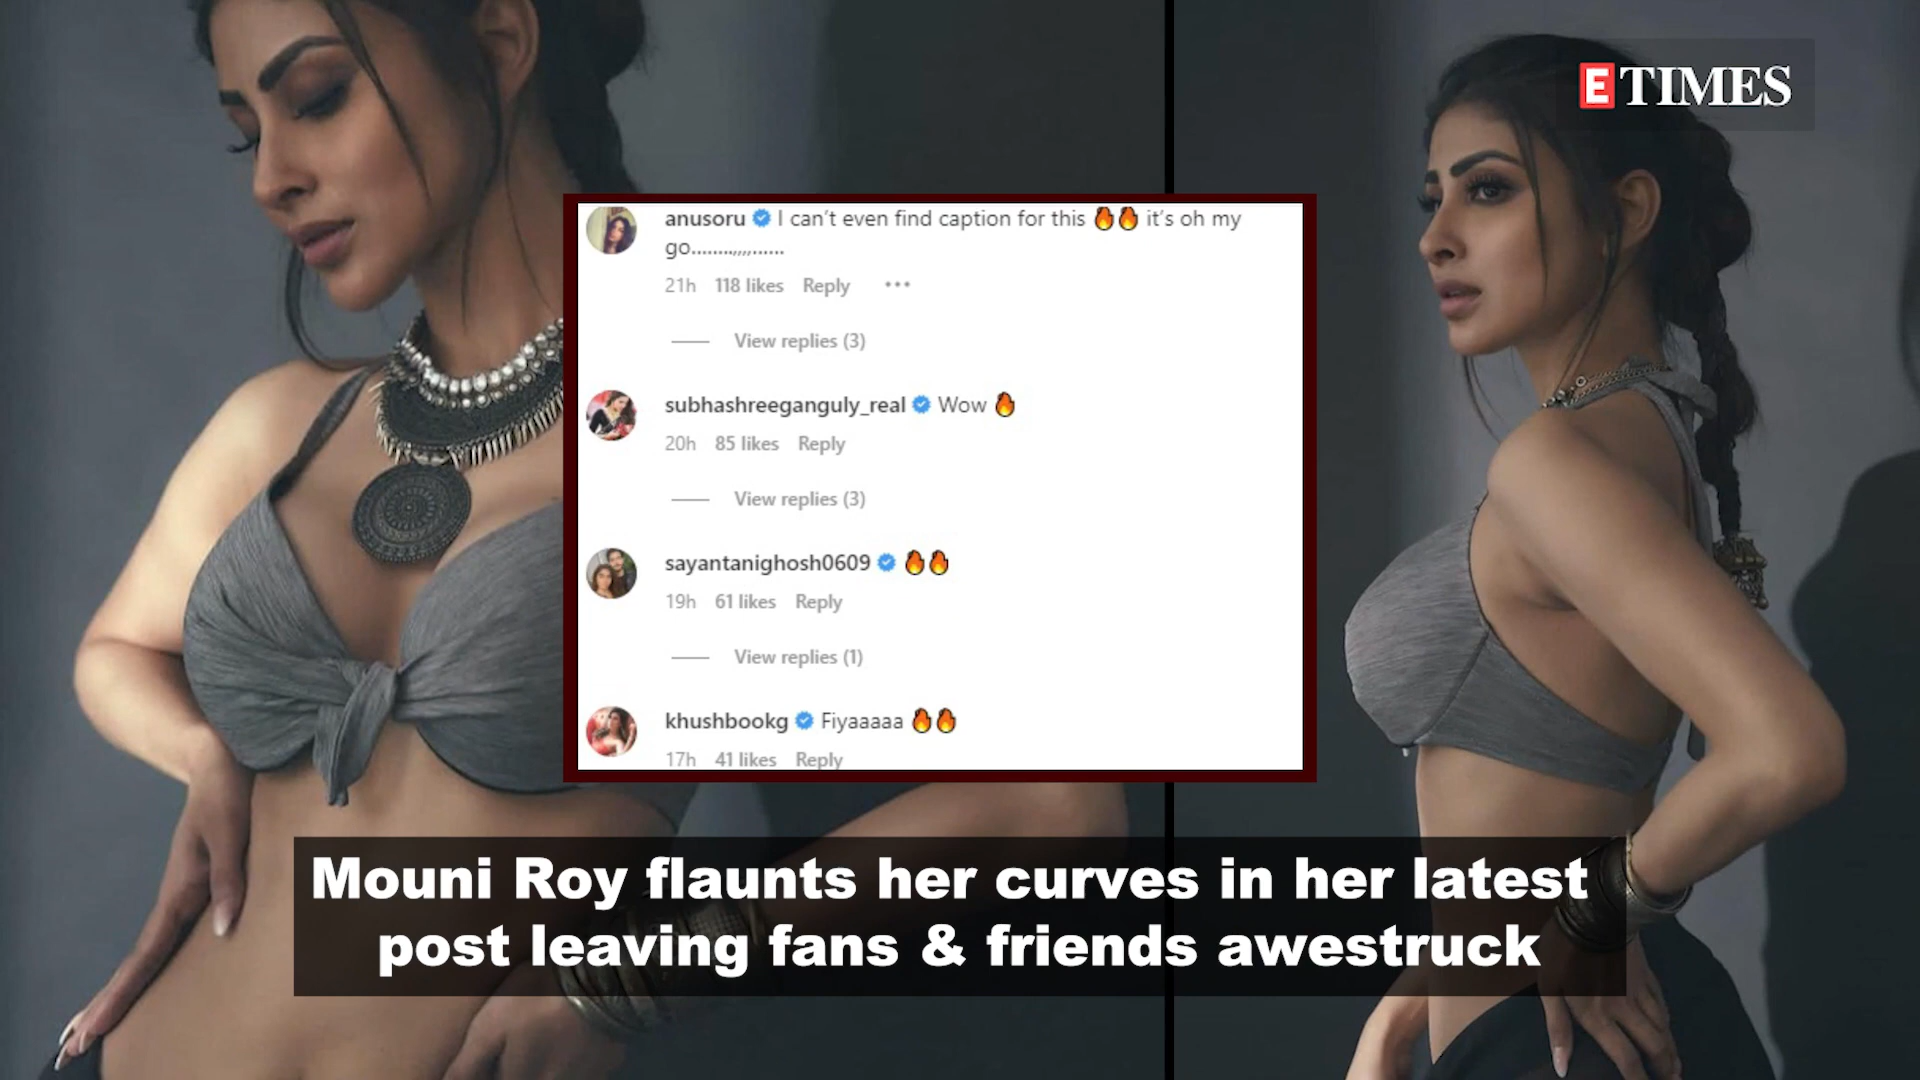 ETIMES
anusoru I can't even find caption for this 🔥🔥 it's oh my
go........,,,,......
21h 118 likes Reply •••
View replies (3)
subhashreeganguly_real Wow 🔥
20h 85 likes Reply
View replies (3)
sayantanighosh0609 🔥🔥
19h 61 likes Reply
View replies (1)
khushbookg Fiyaaaaa 🔥🔥
17h 41 likes Reply
Mouni Roy flaunts her curves in her latest
post leaving fans & friends awestruck